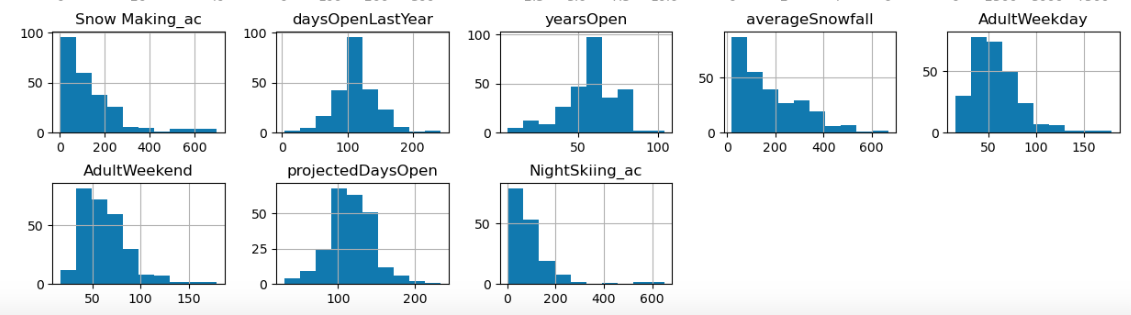 Snow Making_ac daysOpenLastYear yearsOpen averageSnowfall AdultWeekday
100 100 100
50 50 50 50 50
0 0 0 0 0
0 200 400 600 0 100 200 50 100 0 200 400 600 50 100 150
AdultWeekend projectedDaysOpen NightSkiing_ac
50 50 50
25
0 0 0
50 100 150 100 200 0 200 400 600